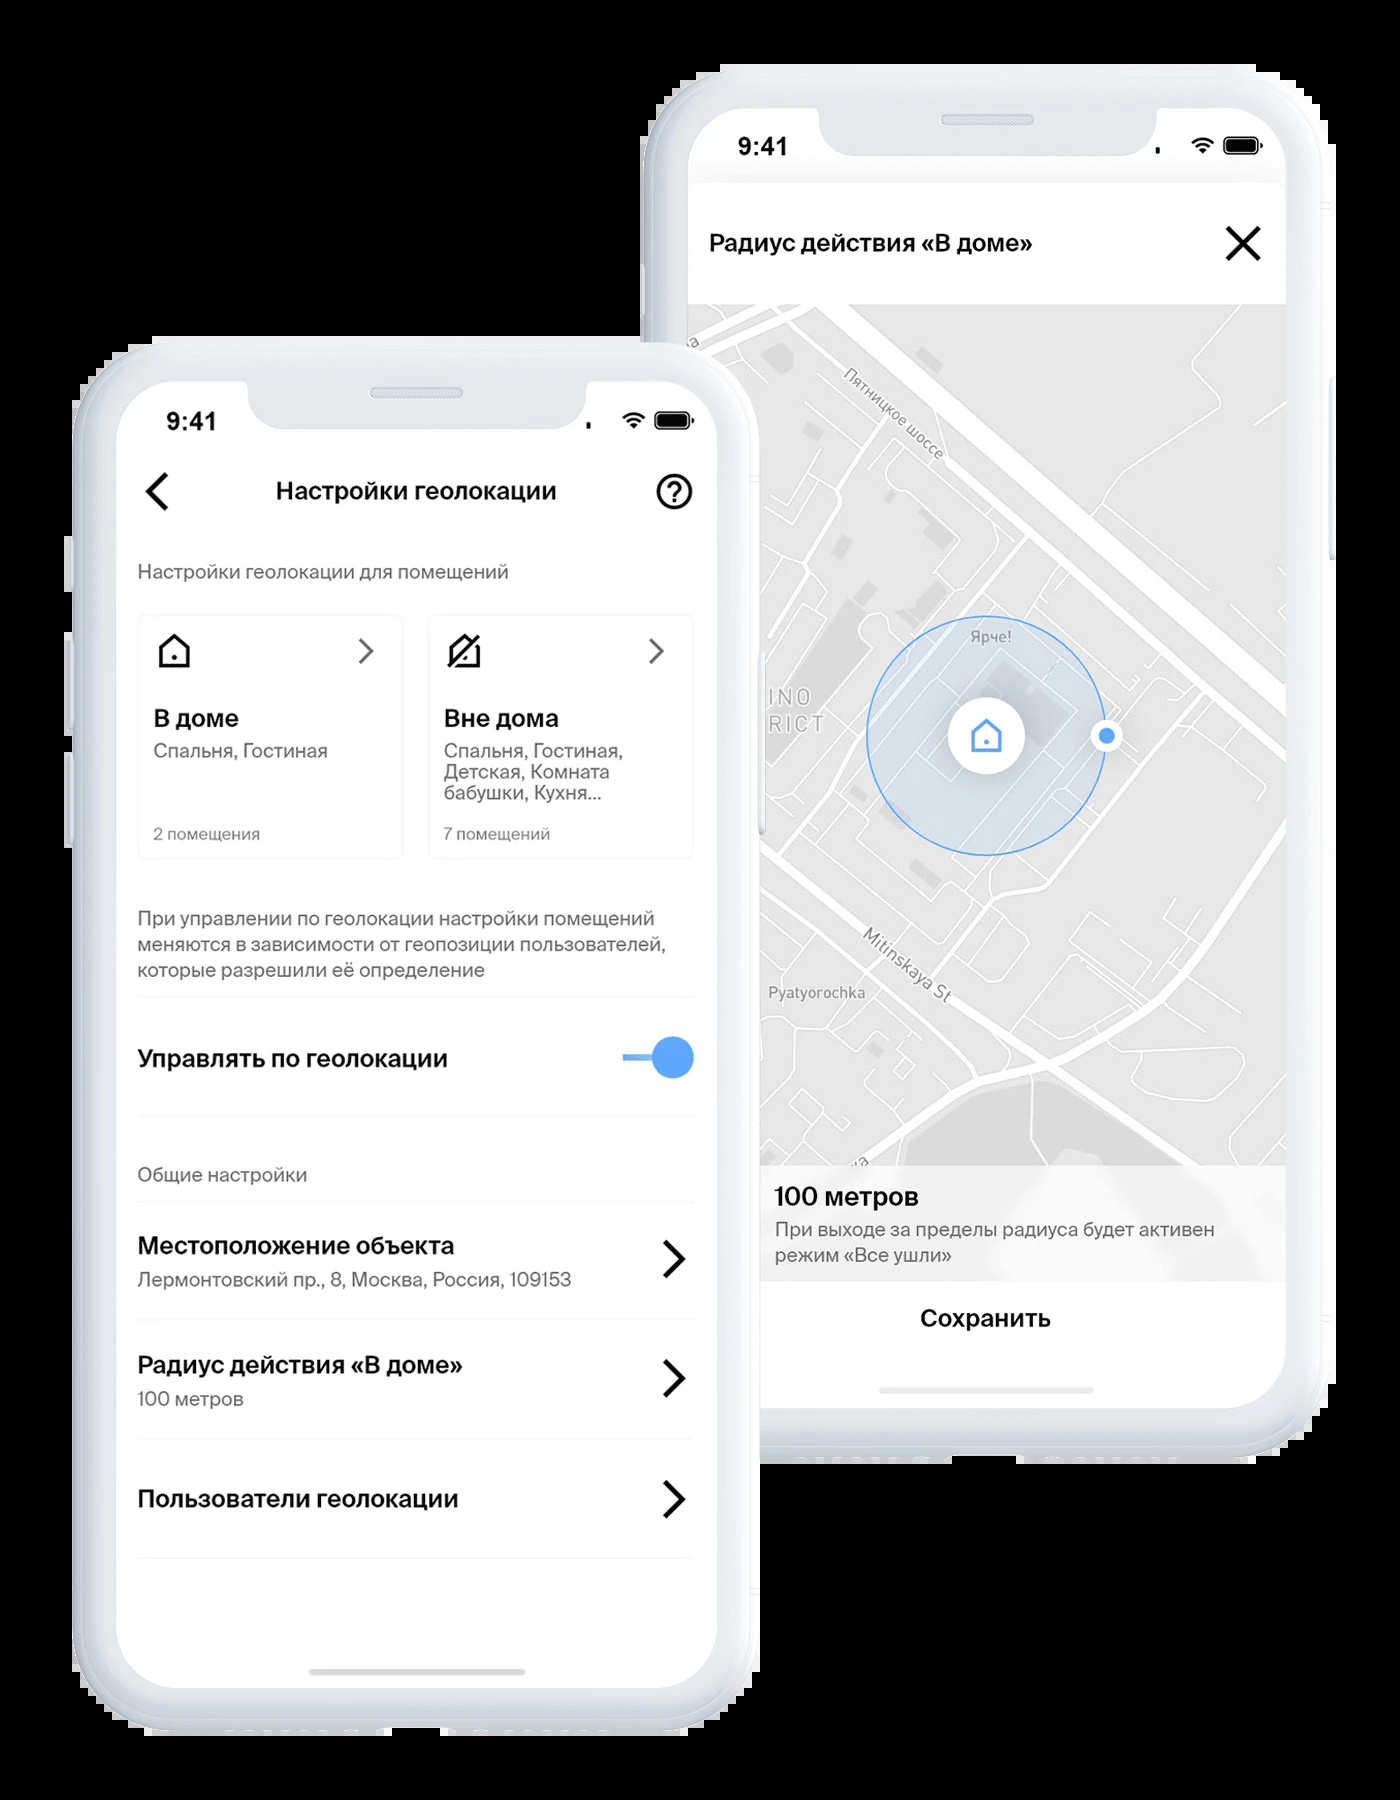 9:41
Настройки геолокации
Настройки геолокации для помещений
В доме
Спальня, Гостиная
2 помещения
Вне дома
Спальня, Гостиная,
Детская, Комната
бабушки, Кухня...
7 помещений
При управлении по геолокации настройки помещений
меняются в зависимости от геопозиции пользователей,
которые разрешили её определение
Управлять по геолокации
Общие настройки
Местоположение объекта
Лермонтовский пр., 8, Москва, Россия, 109153
Радиус действия «В доме»
100 метров
Пользователи геолокации
9:41
Радиус действия «В доме»
Пятницкое шоссе
Ярче!
INO
RICT
Mitinskaya St
Pyatyorochka
100 метров
При выходе за пределы радиуса будет активен
режим «Все ушли»
Сохранить